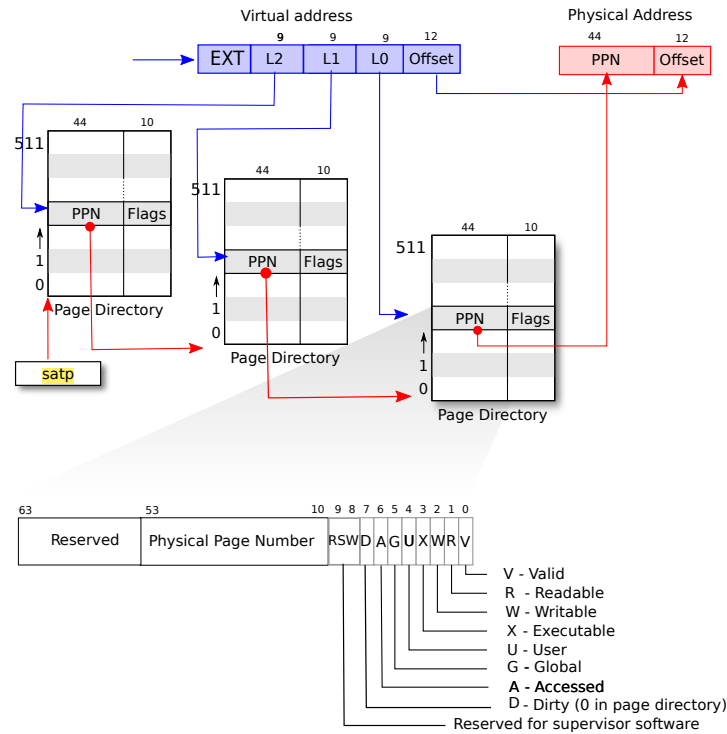 Virtual address
Physical Address
9 9 9 12
EXT L2 L1 L0 Offset
44 12
PPN Offset
44 10
511
PPN Flags
1
0
Page Directory
satp
44 10
511
PPN Flags
1
0
Page Directory
44 10
511
PPN Flags
1
0
Page Directory
63 53 10 9 8 7 6 5 4 3 2 1 0
Reserved Physical Page Number RSW D A G U X W R V
V - Valid
R - Readable
W - Writable
X - Executable
U - User
G - Global
A - Accessed
D - Dirty (0 in page directory)
Reserved for supervisor software